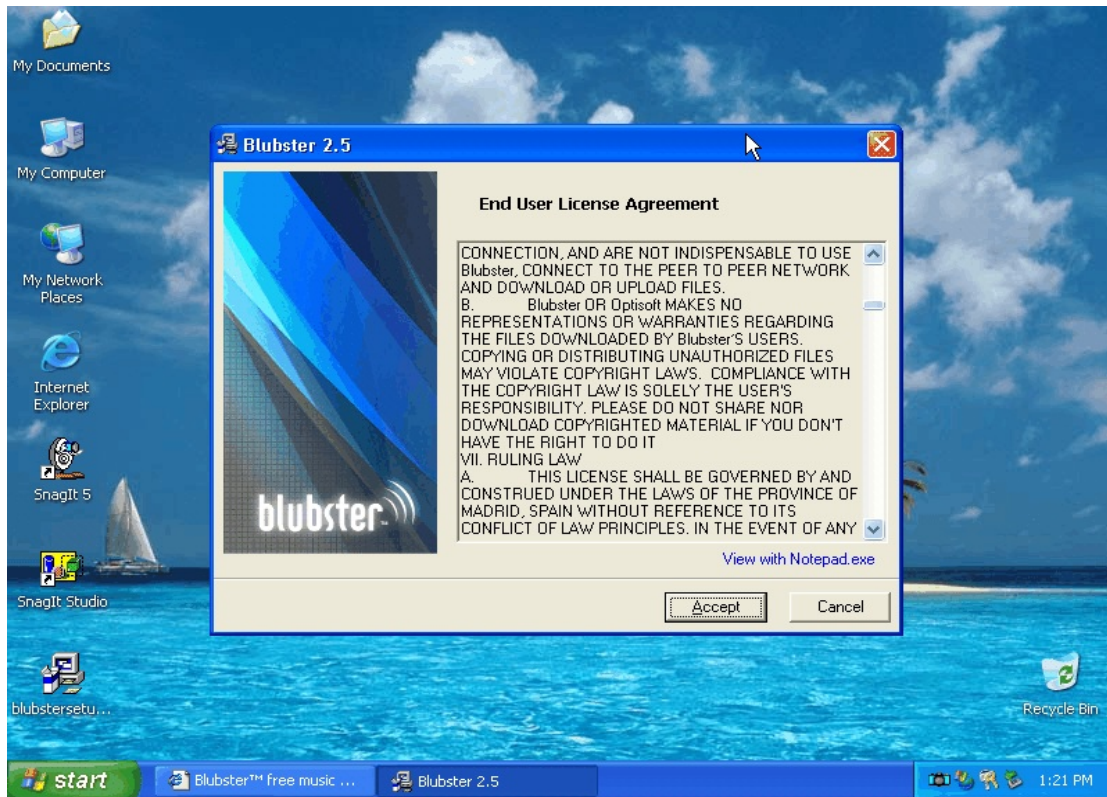 My Documents
My Computer
My Network
Places
Internet
Explorer
SnagIt 5
SnagIt Studio
blubstersetu...
Blubster 2.5
blubster
End User License Agreement
CONNECTION, AND ARE NOT INDISPENSABLE TO USE
Blubster, CONNECT TO THE PEER TO PEER NETWORK
AND DOWNLOAD OR UPLOAD FILES.
B. Blubster OR Optisoft MAKES NO
REPRESENTATIONS OR WARRANTIES REGARDING
THE FILES DOWNLOADED BY Blubster'S USERS.
COPYING OR DISTRIBUTING UNAUTHORIZED FILES
MAY VIOLATE COPYRIGHT LAWS. COMPLIANCE WITH
THE COPYRIGHT LAW IS SOLELY THE USER'S
RESPONSIBILITY. PLEASE DO NOT SHARE NOR
DOWNLOAD COPYRIGHTED MATERIAL IF YOU DON'T
HAVE THE RIGHT TO DO IT
VII. RULING LAW
A. THIS LICENSE SHALL BE GOVERNED BY AND
CONSTRUED UNDER THE LAWS OF THE PROVINCE OF
MADRID, SPAIN WITHOUT REFERENCE TO ITS
CONFLICT OF LAW PRINCIPLES. IN THE EVENT OF ANY
View with Notepad.exe
Accept
Cancel
Recycle Bin
start
Blubster™ free music ...
Blubster 2.5
1:21 PM